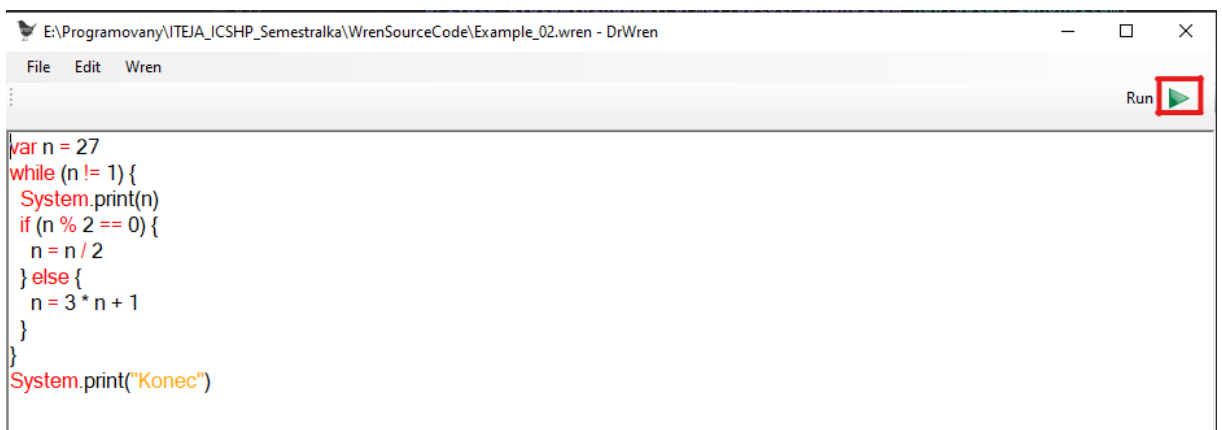 E:\Programovany\ITEJA_ICSHP_Semestralka\WrenSourceCode\Example_02.wren - DrWren
File Edit Wren
Run
var n = 27
while (n != 1) {
  System.print(n)
  if (n % 2 == 0) {
    n = n / 2
  } else {
    n = 3 * n + 1
  }
}
System.print("Konec")